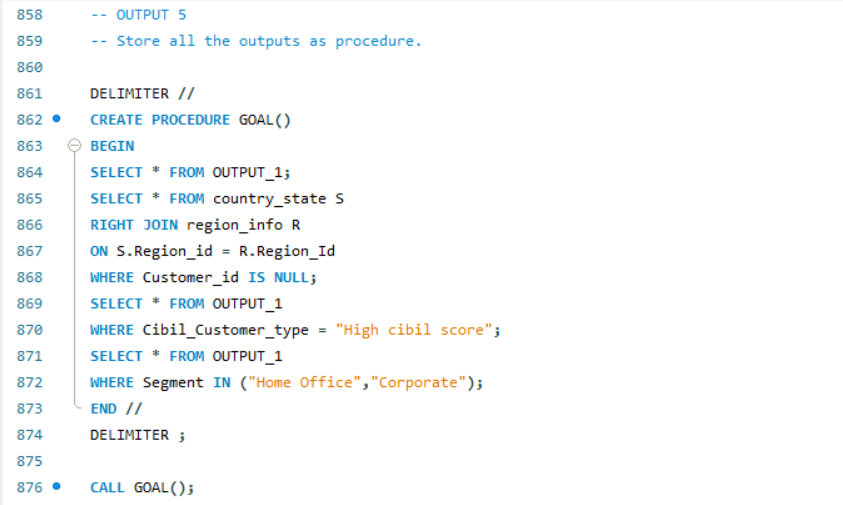 858 -- OUTPUT 5
859 -- Store all the outputs as procedure.
860
861 DELIMITER //
862 CREATE PROCEDURE GOAL()
863 BEGIN
864 SELECT * FROM OUTPUT_1;
865 SELECT * FROM country_state S
866 RIGHT JOIN region_info R
867 ON S.Region_id = R.Region_Id
868 WHERE Customer_id IS NULL;
869 SELECT * FROM OUTPUT_1
870 WHERE Cibil_Customer_type = "High cibil score";
871 SELECT * FROM OUTPUT_1
872 WHERE Segment IN ("Home Office","Corporate");
873 END //
874 DELIMITER ;
875
876 CALL GOAL();